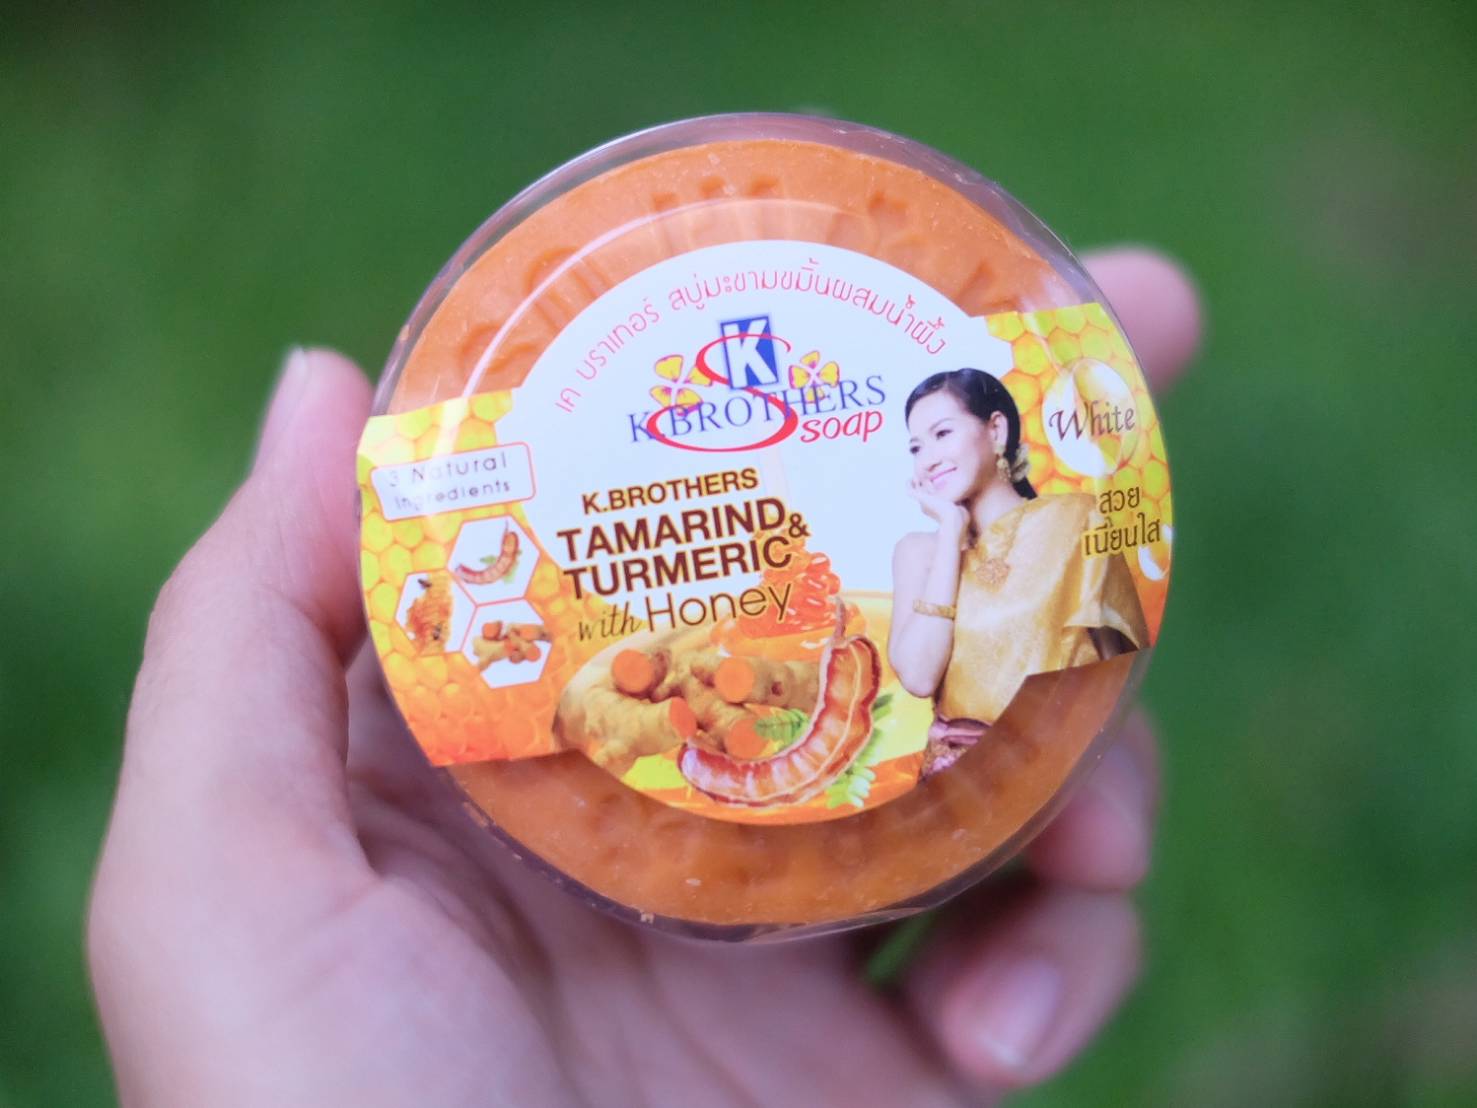 เค บราเทอร์ สบู่มะขามขมิ้นผสมน้ำผึ้ง
K
K.BROTHERS
soap
3 Natural
Ingredients
K.BROTHERS
TAMARIND &
TURMERIC
with Honey
White
สวย
เนียนใส